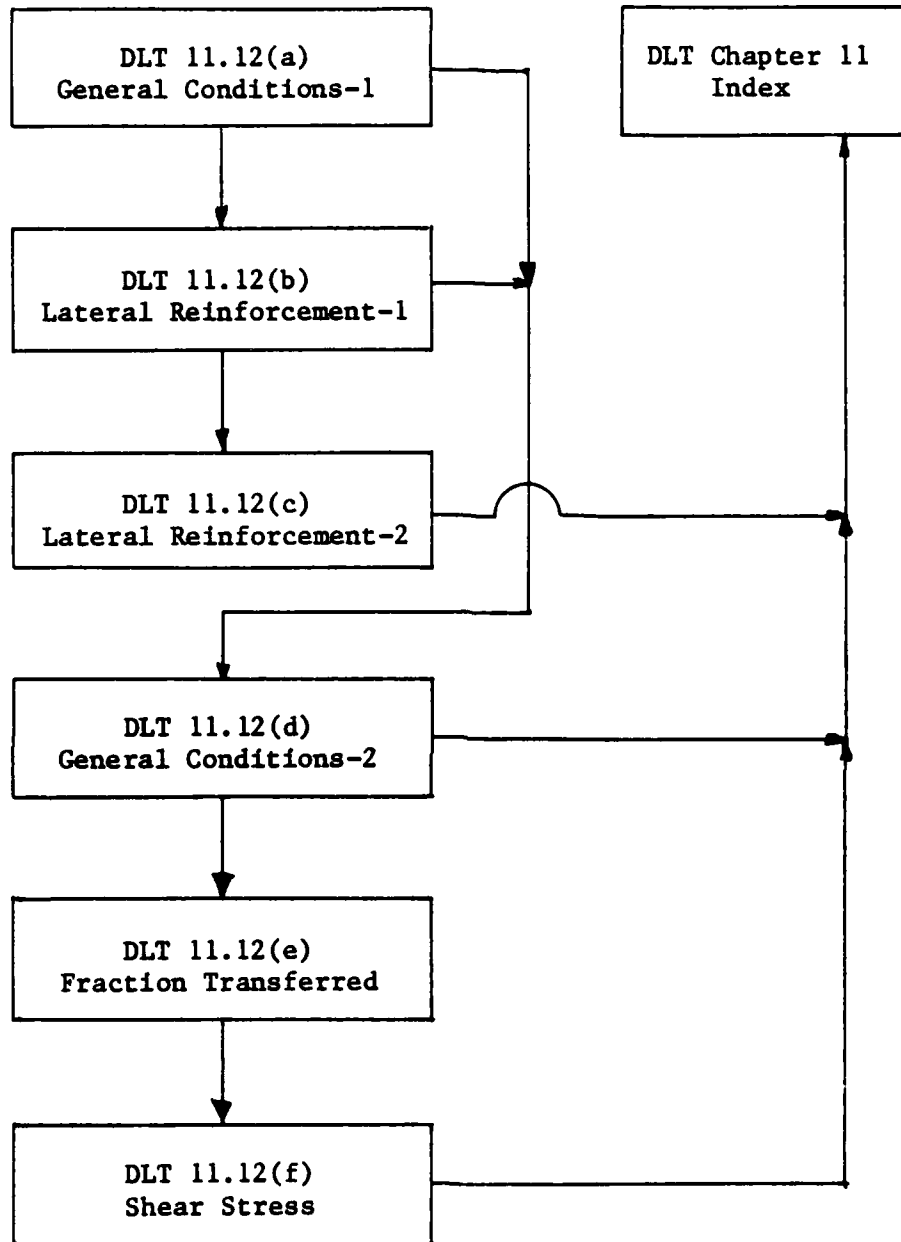 DLT 11.12(a)
General Conditions-1
DLT Chapter 11
Index
DLT 11.12(b)
Lateral Reinforcement-1
DLT 11.12(c)
Lateral Reinforcement-2
DLT 11.12(d)
General Conditions-2
DLT 11.12(e)
Fraction Transferred
DLT 11.12(f)
Shear Stress